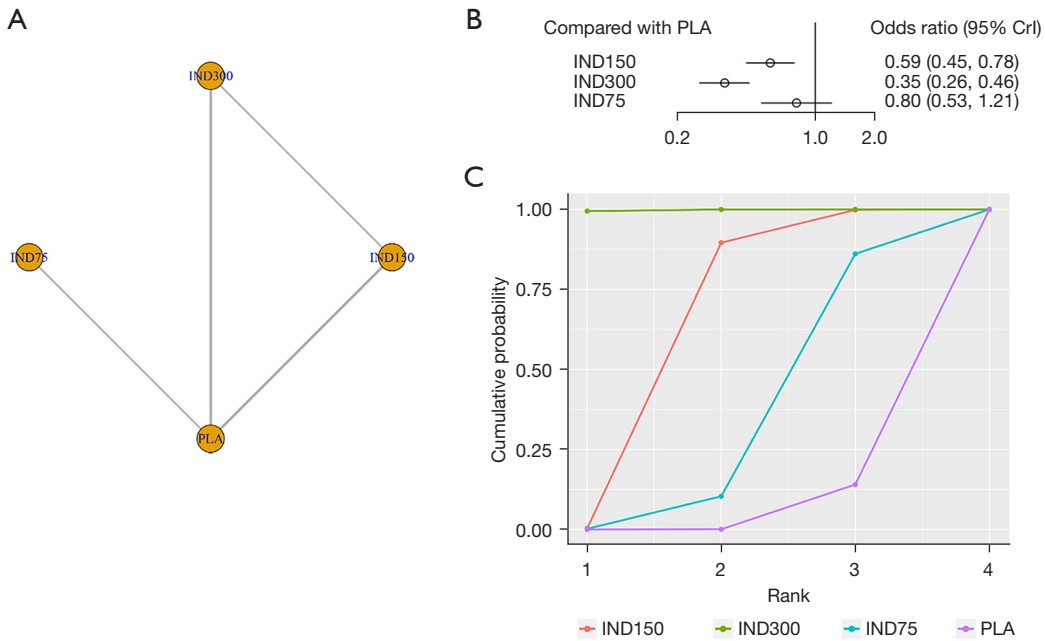 A
IND300
IND75
IND150
PLA
B
Compared with PLA Odds ratio (95% Crl)
IND150 0.59 (0.45, 0.78)
IND300 0.35 (0.26, 0.46)
IND75 0.80 (0.53, 1.21)
0.2 1.0 2.0
C
Cumulative probability
1.00
0.75
0.50
0.25
0.00
1 2 3 4
Rank
IND150 IND300 IND75 PLA